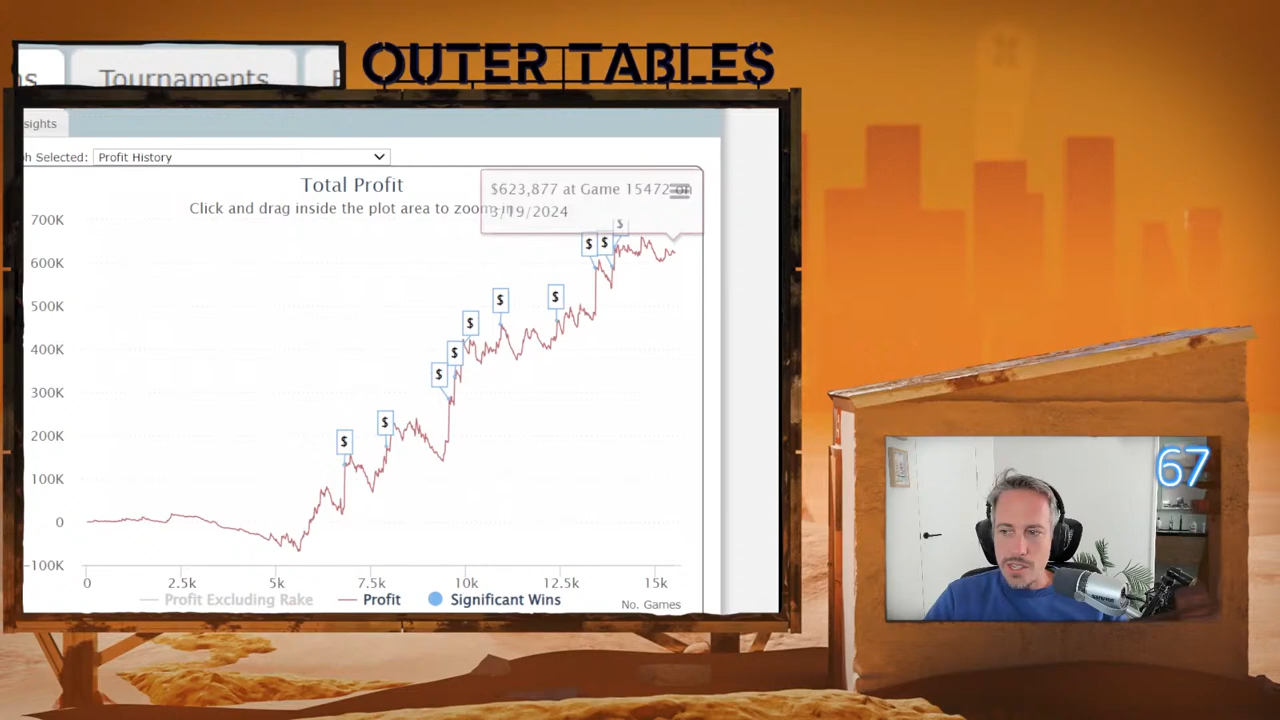 OUTER TABLES
Tournaments
sights
h Selected: Profit History
Total Profit
Click and drag inside the plot area to zoom in
$623,877 at Game 15472 on
3/19/2024
700K
600K
500K
400K
300K
200K
100K
0
-100K
$
$
$
$
$
$
$
$
$
$
0
2.5k
5k
7.5k
10k
12.5k
15k
Profit Excluding Rake
Profit
Significant Wins
No. Games
67